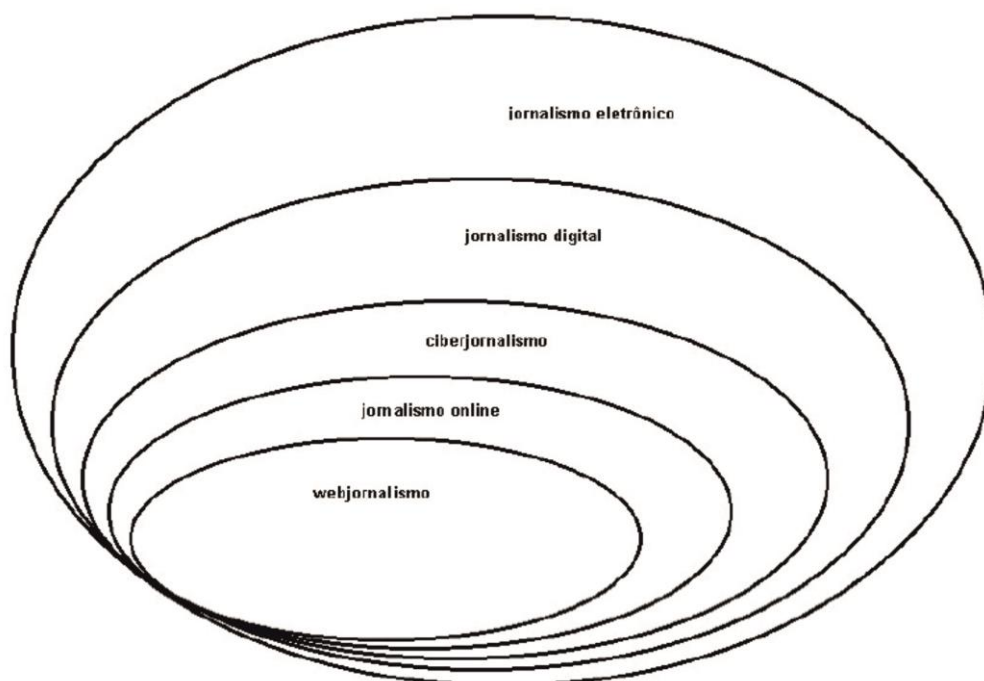 jornalismo eletrônico
jornalismo digital
ciberjornalismo
jornalismo online
webjornalismo